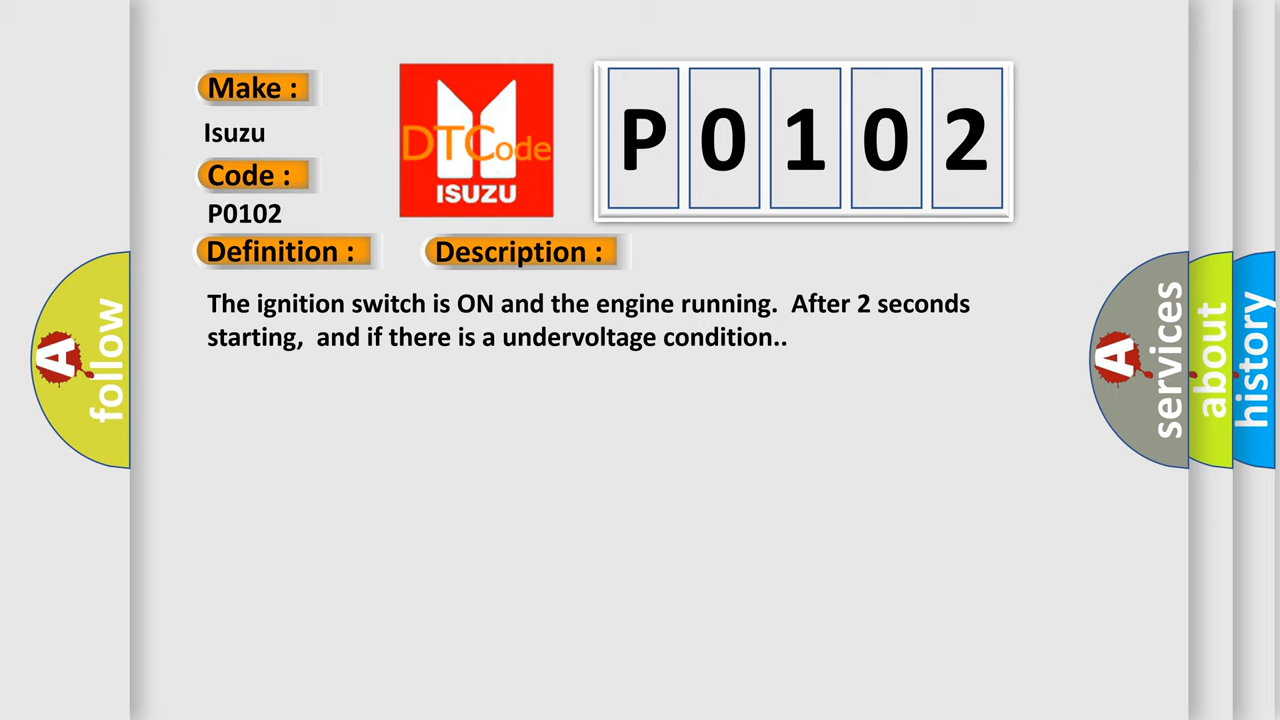 Make :
Isuzu
Code :
P0102
Definition :
Description :
The ignition switch is ON and the engine running. After 2 seconds
starting, and if there is a undervoltage condition..
DTCode
ISUZU
P0102
A follow
A services
about
history